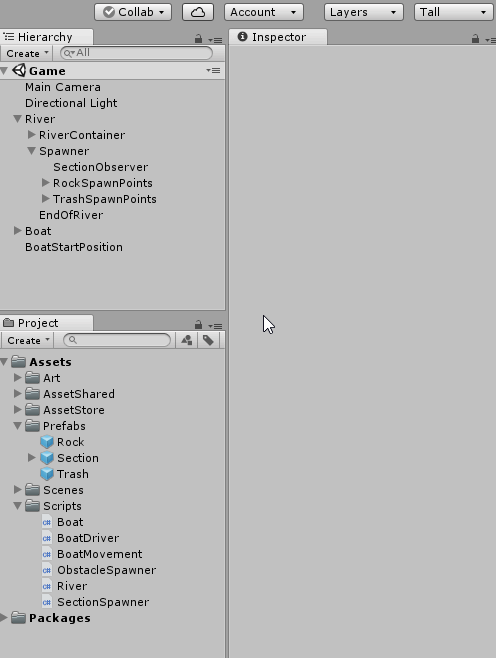 Collab Account Layers Tall
Hierarchy
Create All
Game
Main Camera
Directional Light
River
RiverContainer
Spawner
SectionObserver
RockSpawnPoints
TrashSpawnPoints
EndOfRiver
Boat
BoatStartPosition
Project
Create
Assets
Art
AssetShared
AssetStore
Prefabs
Rock
Section
Trash
Scenes
Scripts
c# Boat
c# BoatDriver
c# BoatMovement
c# ObstacleSpawner
c# River
c# SectionSpawner
Packages
Inspector